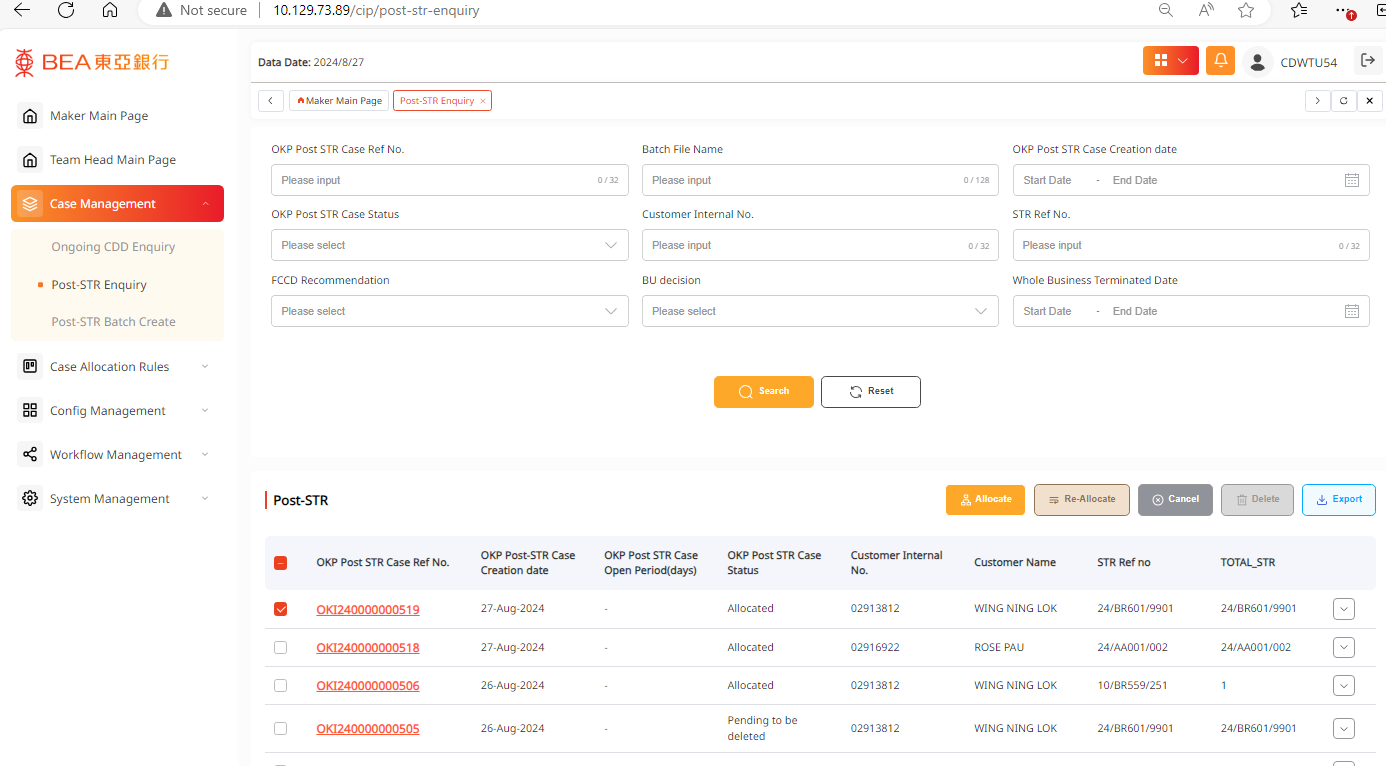 Not secure 10.129.73.89/cip/post-str-enquiry
BEA東亞銀行
Data Date: 2024/8/27
CDWTU54
Maker Main Page
Post-STR Enquiry ×
Maker Main Page
Team Head Main Page
Case Management
Ongoing CDD Enquiry
Post-STR Enquiry
Post-STR Batch Create
Case Allocation Rules
Config Management
Workflow Management
System Management
OKP Post STR Case Ref No. Batch File Name OKP Post STR Case Creation date
Please input 0 / 32 Please input 0 / 128 Start Date - End Date
OKP Post STR Case Status Customer Internal No. STR Ref No.
Please select Please input 0 / 32 Please input 0 / 32
FCCD Recommendation BU decision Whole Business Terminated Date
Please select Please select Start Date - End Date
Search Reset
Post-STR
Allocate Re-Allocate Cancel Delete Export
OKP Post STR Case Ref No. OKP Post-STR Case Creation date OKP Post STR Case Open Period(days) OKP Post STR Case Status Customer Internal No. Customer Name STR Ref no TOTAL_STR
OKI240000000519 27-Aug-2024 - Allocated 02913812 WING NING LOK 24/BR601/9901 24/BR601/9901
OKI240000000518 27-Aug-2024 - Allocated 02916922 ROSE PAU 24/AA001/002 24/AA001/002
OKI240000000506 26-Aug-2024 - Allocated 02913812 WING NING LOK 10/BR559/251 1
OKI240000000505 26-Aug-2024 - Pending to be deleted 02913812 WING NING LOK 24/BR601/9901 24/BR601/9901